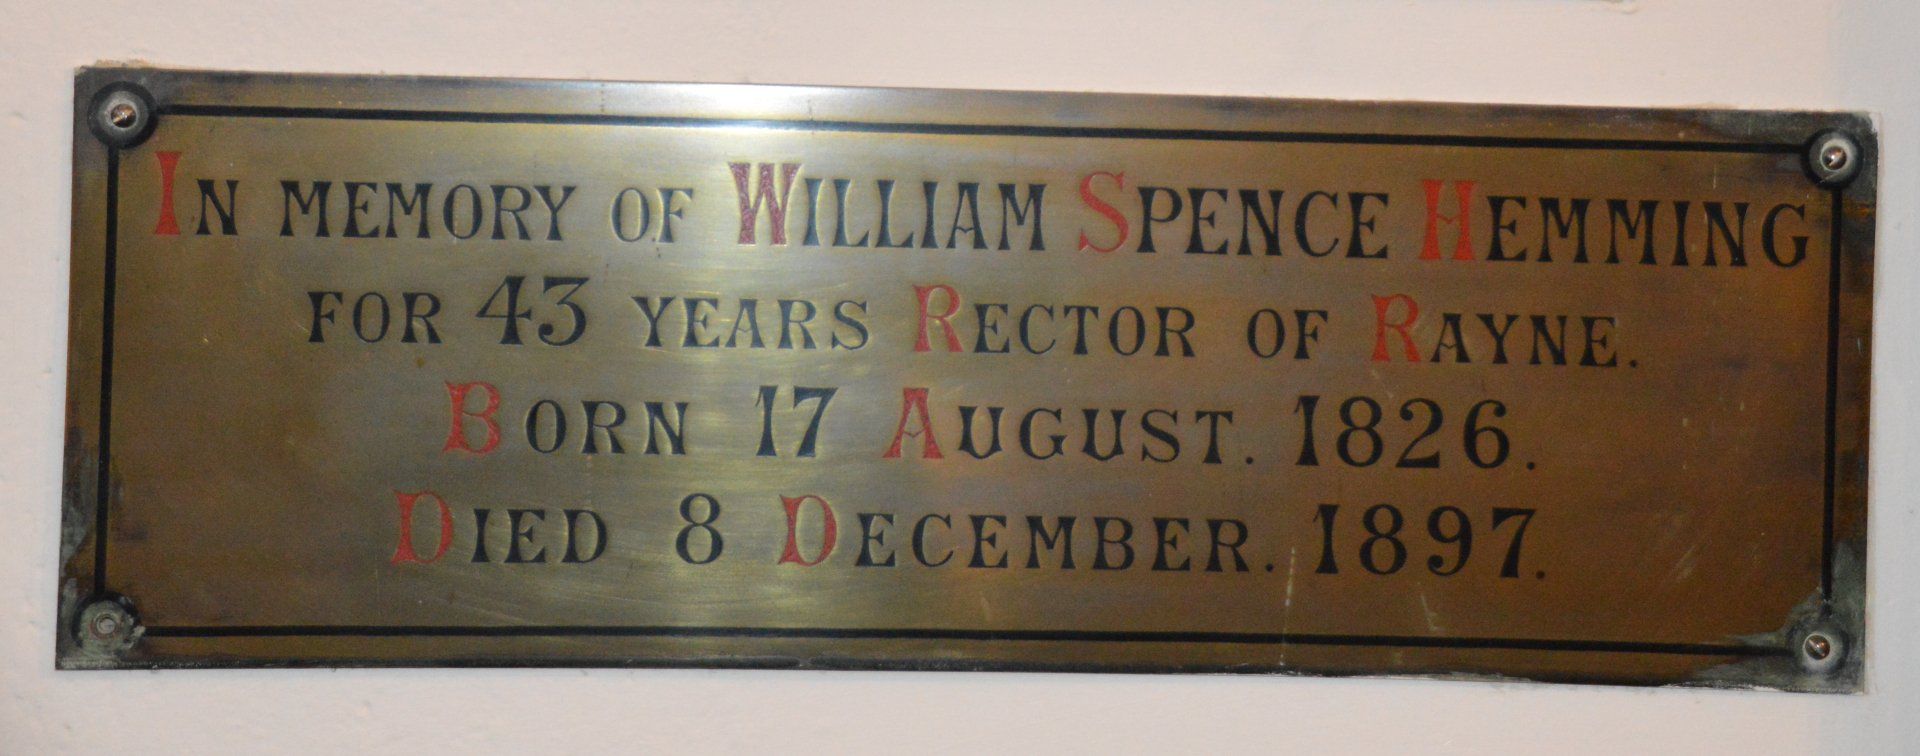 In memory of William Spence Hemming
for 43 years Rector of Rayne.
Born 17 August. 1826.
Died 8 December. 1897.